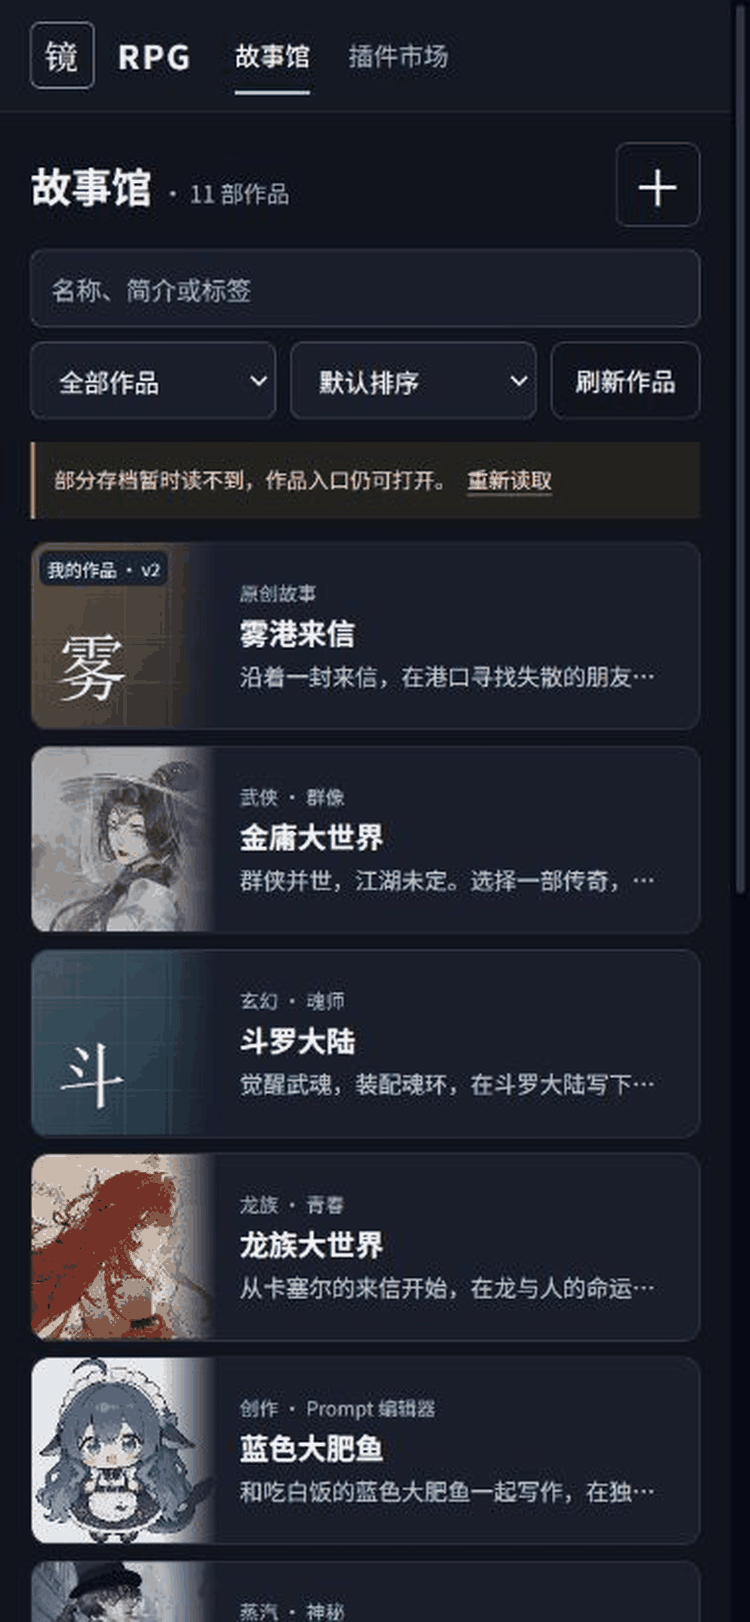 镜 RPG 故事馆 插件市场
故事馆 · 11 部作品
名称、简介或标签
全部作品 默认排序 刷新作品
部分存档暂时读不到，作品入口仍可打开。 重新读取
我的作品 · v2
雾
原创故事
雾港来信
沿着一封来信，在港口寻找失散的朋友…
武侠 · 群像
金庸大世界
群侠并世，江湖未定。选择一部传奇，…
斗
玄幻 · 魂师
斗罗大陆
觉醒武魂，装配魂环，在斗罗大陆写下…
龙族 · 青春
龙族大世界
从卡塞尔的来信开始，在龙与人的命运…
创作 · Prompt 编辑器
蓝色大肥鱼
和吃白饭的蓝色大肥鱼一起写作，在独…
蒸汽 · 神秘